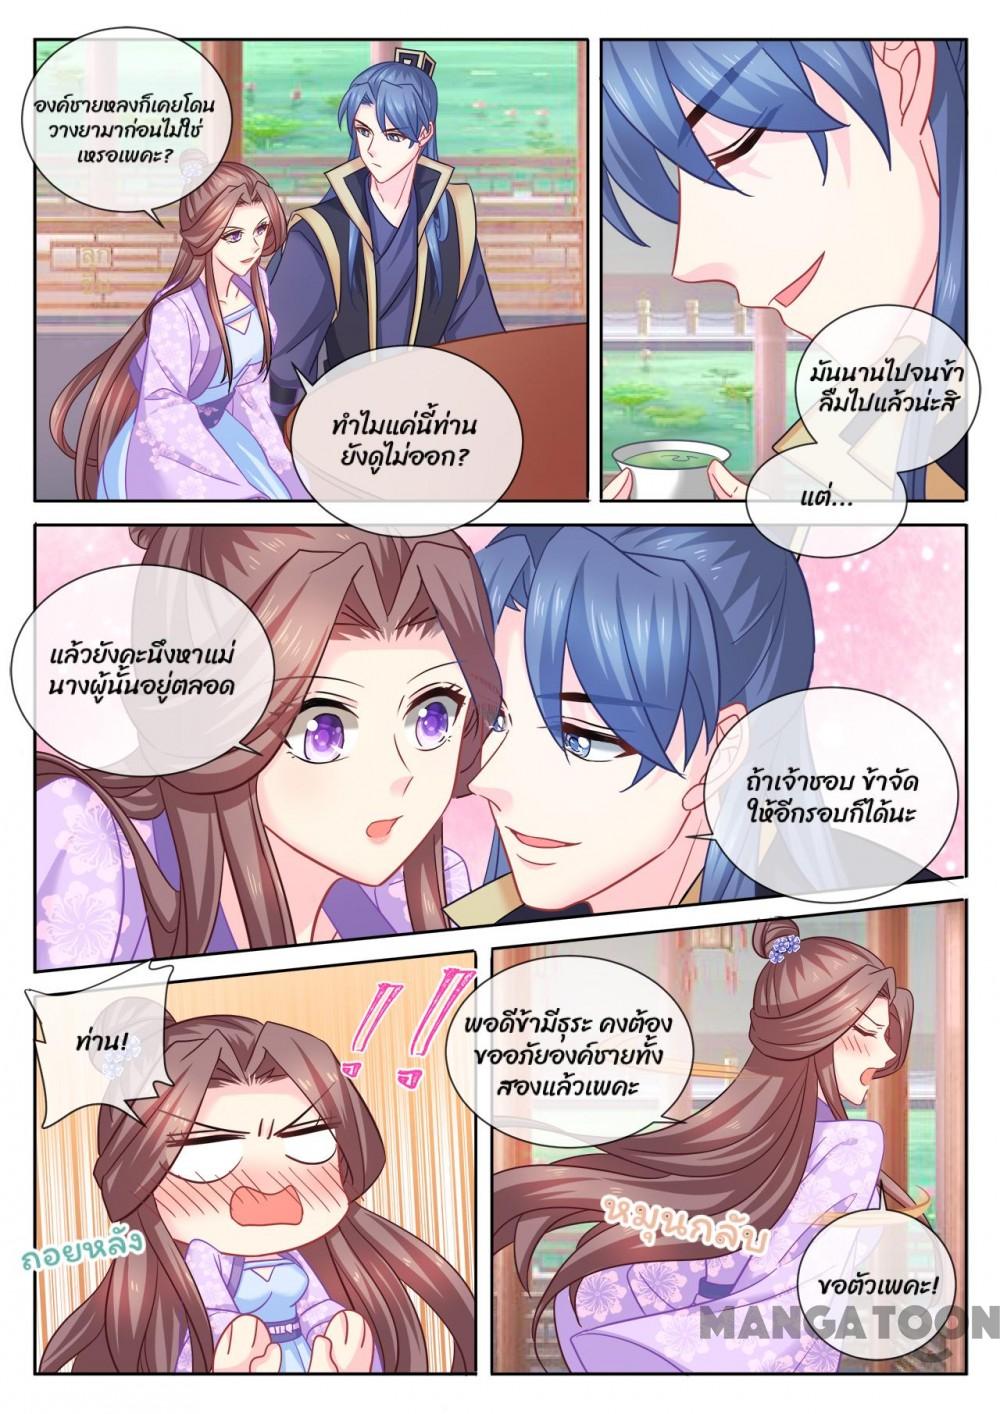 องค์ชายหลงก็เคยโดน
วางยามาก่อนไม่ใช่
เหรอเพคะ?
ลุก
ขึ้น
ทำไมแค่นี้ท่าน
ยังดูไม่ออก?
มันนานไปจนข้า
ลืมไปแล้วน่ะสิ
แต่...
แล้วยังคะนึงหาแม่
นางผู้นั้นอยู่ตลอด
ถ้าเจ้าชอบ ข้าจัด
ให้อีกรอบก็ได้นะ
ท่าน!
!!
ถอยหลัง
พอดีข้ามีธุระ คงต้อง
ขออภัยองค์ชายทั้ง
สองแล้วเพคะ
หมุนกลับ
ขอตัวเพคะ!
MANGATOON